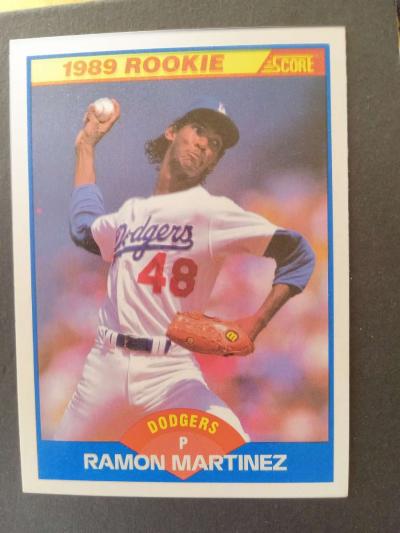 1989 ROOKIE SCORE
Dodgers
48
DODGERS
P
RAMON MARTINEZ